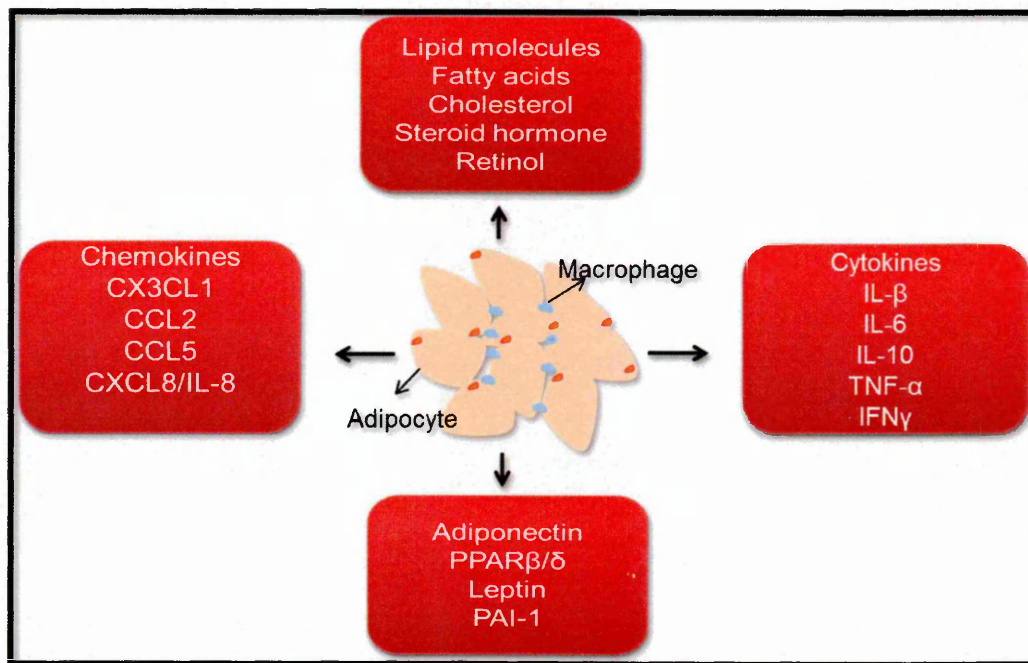 Lipid molecules
Fatty acids
Cholesterol
Steroid hormone
Retinol
Chemokines
CX3CL1
CCL2
CCL5
CXCL8/IL-8
Macrophage
Adipocyte
Cytokines
IL-β
IL-6
IL-10
TNF-α
IFNγ
Adiponectin
PPARβ/δ
Leptin
PAI-1